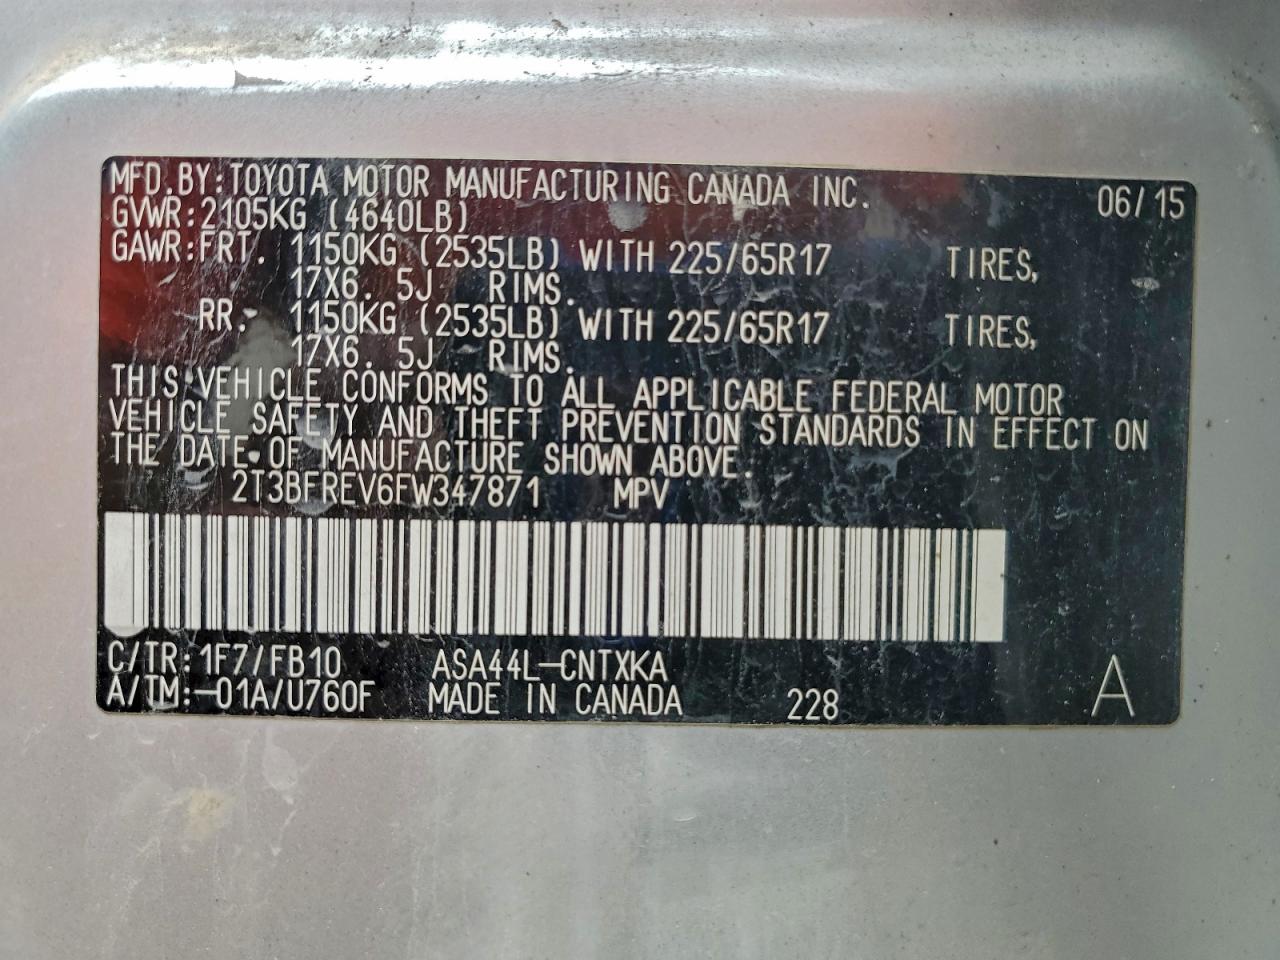 MFD.BY:TOYOTA MOTOR MANUFACTURING CANADA INC. 06/15
GVWR:2105KG (4640LB)
GAWR:FRT. 1150KG (2535LB) WITH 225/65R17 TIRES,
17X6. 5J RIMS.
RR. 1150KG (2535LB) WITH 225/65R17 TIRES,
17X6. 5J RIMS.
THIS VEHICLE CONFORMS TO ALL APPLICABLE FEDERAL MOTOR
VEHICLE SAFETY AND THEFT PREVENTION STANDARDS IN EFFECT ON
THE DATE OF MANUFACTURE SHOWN ABOVE.
2T3BFREV6FW347871 MPV
C/TR:1F7/FB10 ASA44L-CNTXKA
A/TM:-01A/U760F MADE IN CANADA 228 A